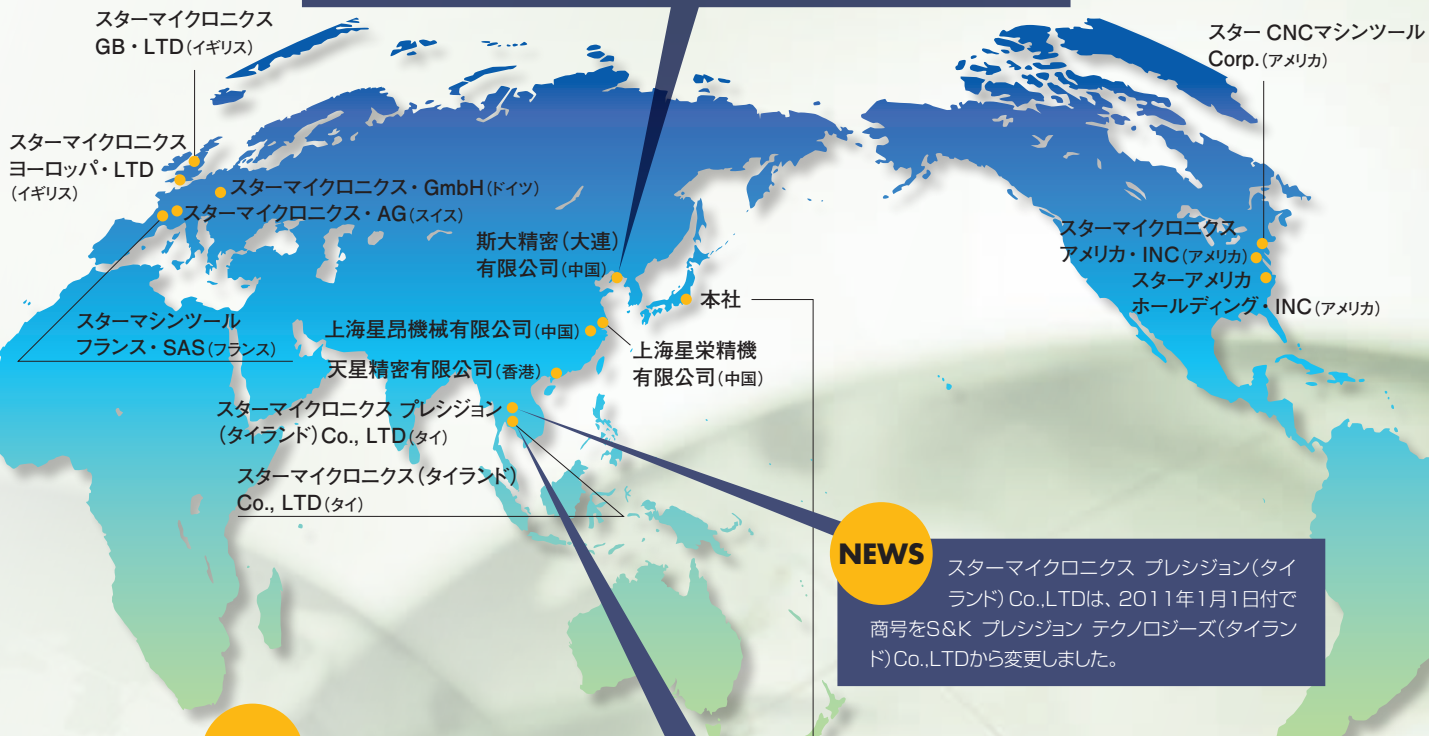 スターマイクロニクス
GB・LTD(イギリス)
スター CNCマシンツール
Corp.(アメリカ)
スターマイクロニクス
ヨーロッパ・LTD
(イギリス)
スターマイクロニクス・GmbH(ドイツ)
スターマイクロニクス・AG(スイス)
スターマシンツール
フランス・SAS(フランス)
斯大精密(大連)
有限公司(中国)
本社
上海星昂機械有限公司(中国)
上海星栄精機
有限公司(中国)
天星精密有限公司(香港)
スターマイクロニクス プレシジョン
(タイランド)Co., LTD(タイ)
スターマイクロニクス(タイランド)
Co., LTD(タイ)
スターマイクロニクス
アメリカ・INC(アメリカ)
スターアメリカ
ホールディング・INC(アメリカ)
NEWS
スターマイクロニクス プレシジョン(タイ
ランド)Co.,LTDは、2011年1月1日付で
商号をS&K プレシジョン テクノロジーズ(タイラン
ド)Co.,LTDから変更しました。